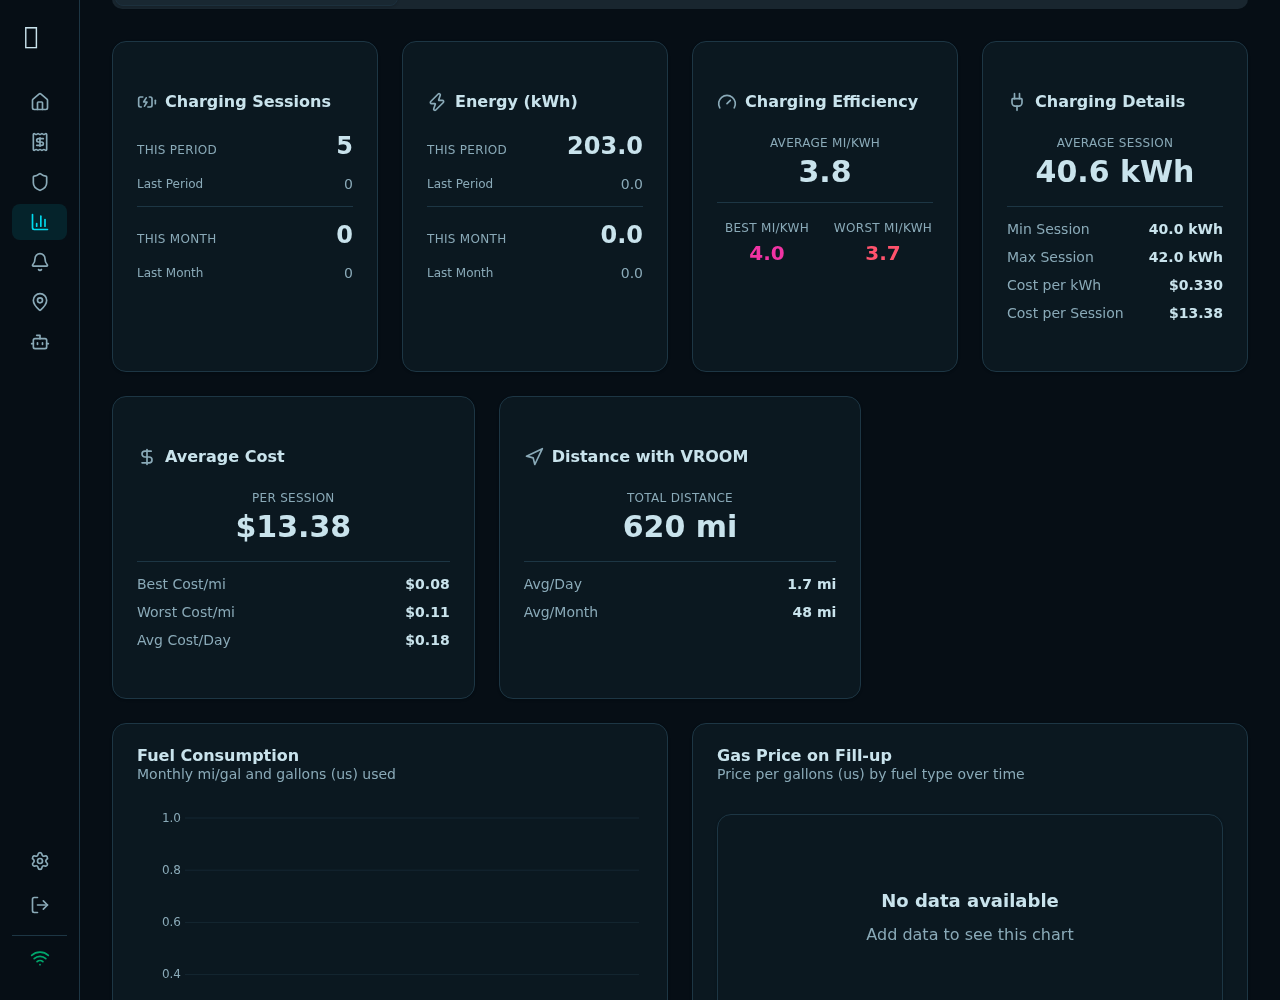 Charging Sessions
THIS PERIOD 5
Last Period 0
THIS MONTH 0
Last Month 0
Energy (kWh)
THIS PERIOD 203.0
Last Period 0.0
THIS MONTH 0.0
Last Month 0.0
Charging Efficiency
AVERAGE MI/KWH
3.8
BEST MI/KWH WORST MI/KWH
4.0 3.7
Charging Details
AVERAGE SESSION
40.6 kWh
Min Session 40.0 kWh
Max Session 42.0 kWh
Cost per kWh $0.330
Cost per Session $13.38
Average Cost
PER SESSION
$13.38
Best Cost/mi $0.08
Worst Cost/mi $0.11
Avg Cost/Day $0.18
Distance with VROOM
TOTAL DISTANCE
620 mi
Avg/Day 1.7 mi
Avg/Month 48 mi
Fuel Consumption
Monthly mi/gal and gallons (us) used
1.0
0.8
0.6
0.4
Gas Price on Fill-up
Price per gallons (us) by fuel type over time
No data available
Add data to see this chart